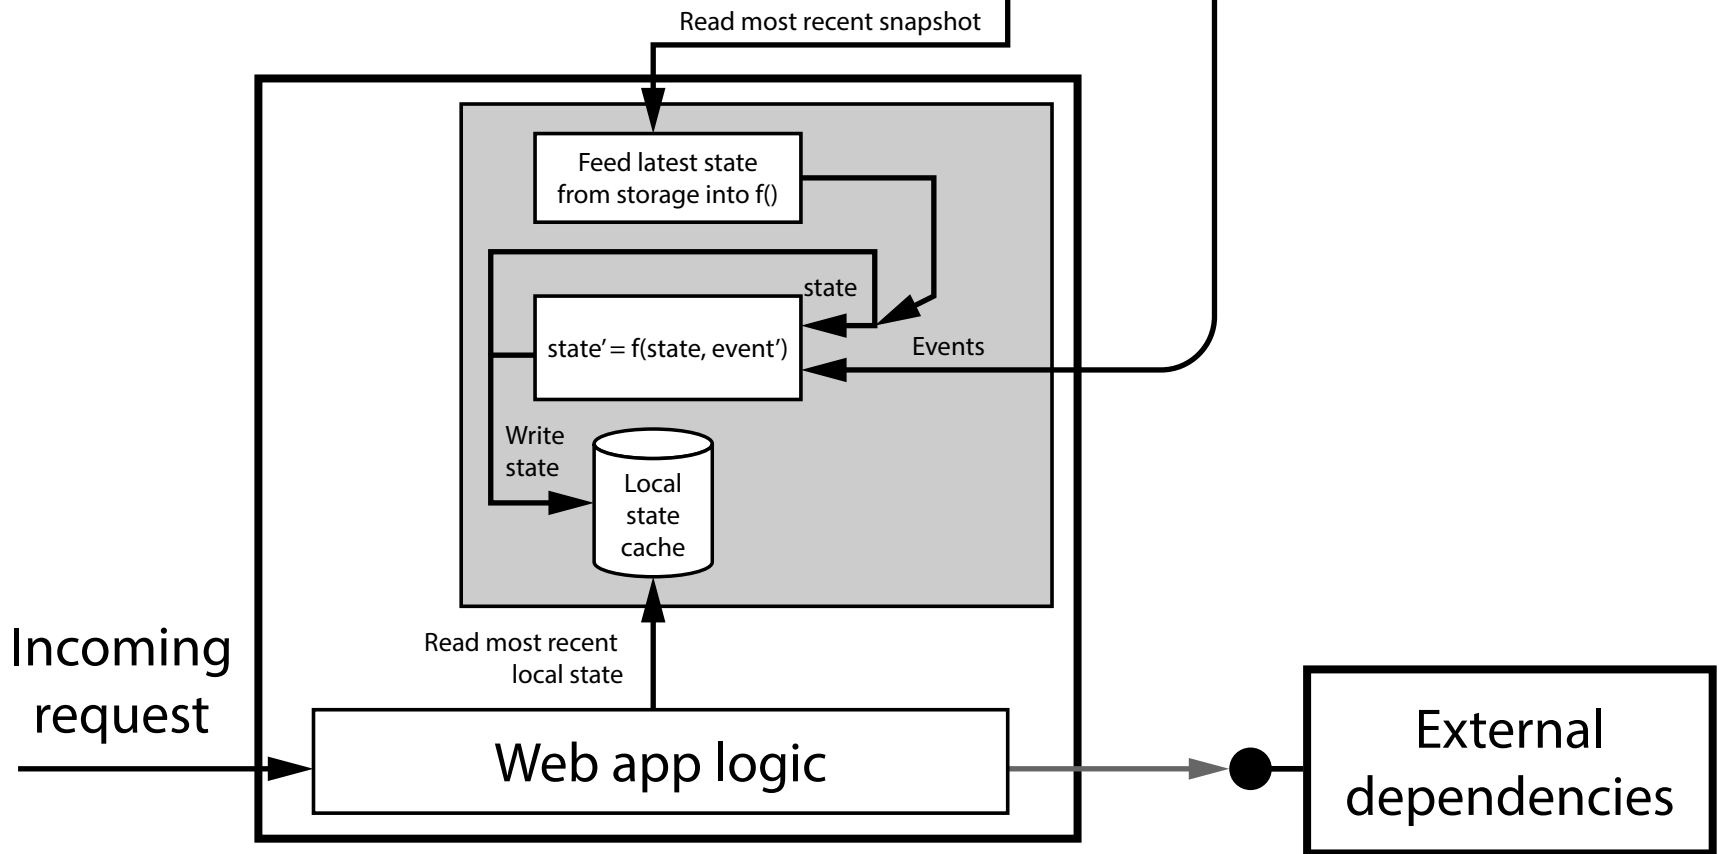 Read most recent snapshot
Feed latest state
from storage into f()
state
state’ = f(state, event’)
Events
Write
state
Local
state
cache
Read most recent
local state
Incoming
request
Web app logic
External
dependencies